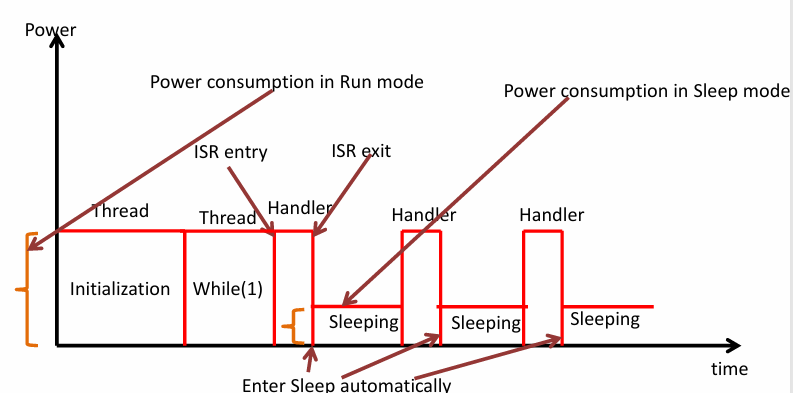 Power
Power consumption in Run mode
Power consumption in Sleep mode
ISR entry
ISR exit
Thread
Thread
Handler
Handler
Handler
Initialization
While(1)
Sleeping
Sleeping
Sleeping
time
Enter Sleep automatically